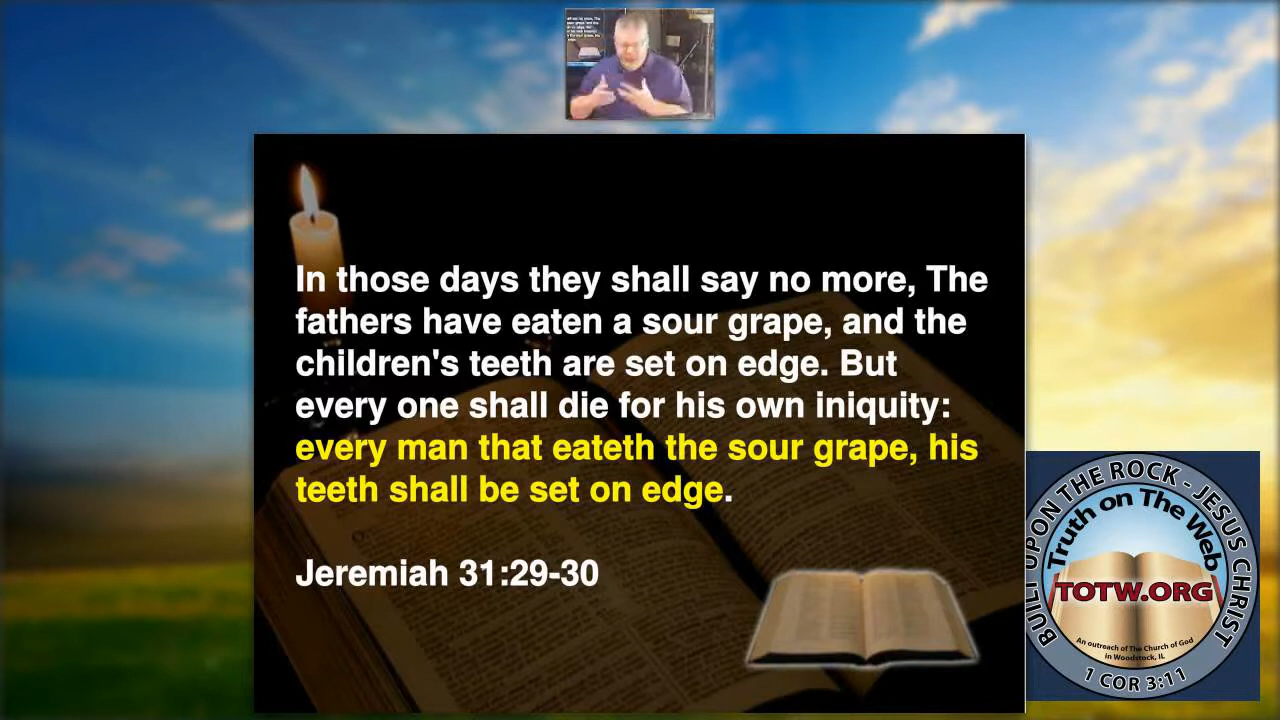 In those days they shall say no more, The
fathers have eaten a sour grape, and the
children's teeth are set on edge. But
every one shall die for his own iniquity:
every man that eateth the sour grape, his
teeth shall be set on edge.
Jeremiah 31:29-30
BUILT UPON THE ROCK - JESUS CHRIST
Truth on The Web
TOTW.ORG
An outreach of The Church of God
in Woodstock, IL
1 COR 3:11